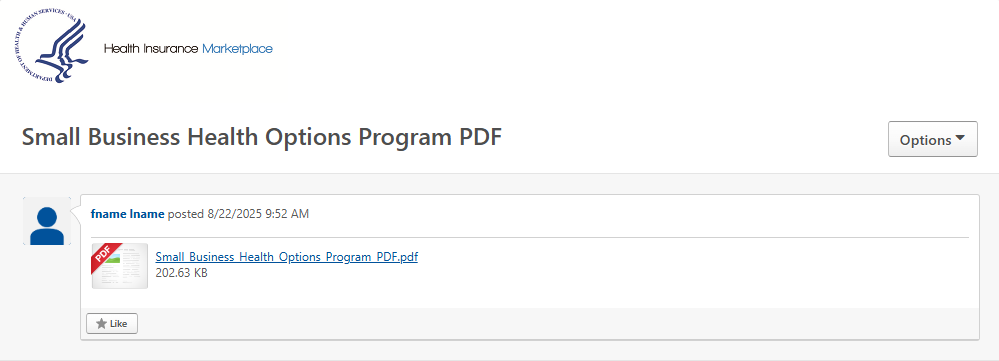 DEPARTMENT OF HEALTH & HUMAN SERVICES · USA
Health Insurance Marketplace
Small Business Health Options Program PDF
Options
fname lname posted 8/22/2025 9:52 AM
PDF
Small_Business_Health_Options_Program_PDF.pdf
202.63 KB
Like